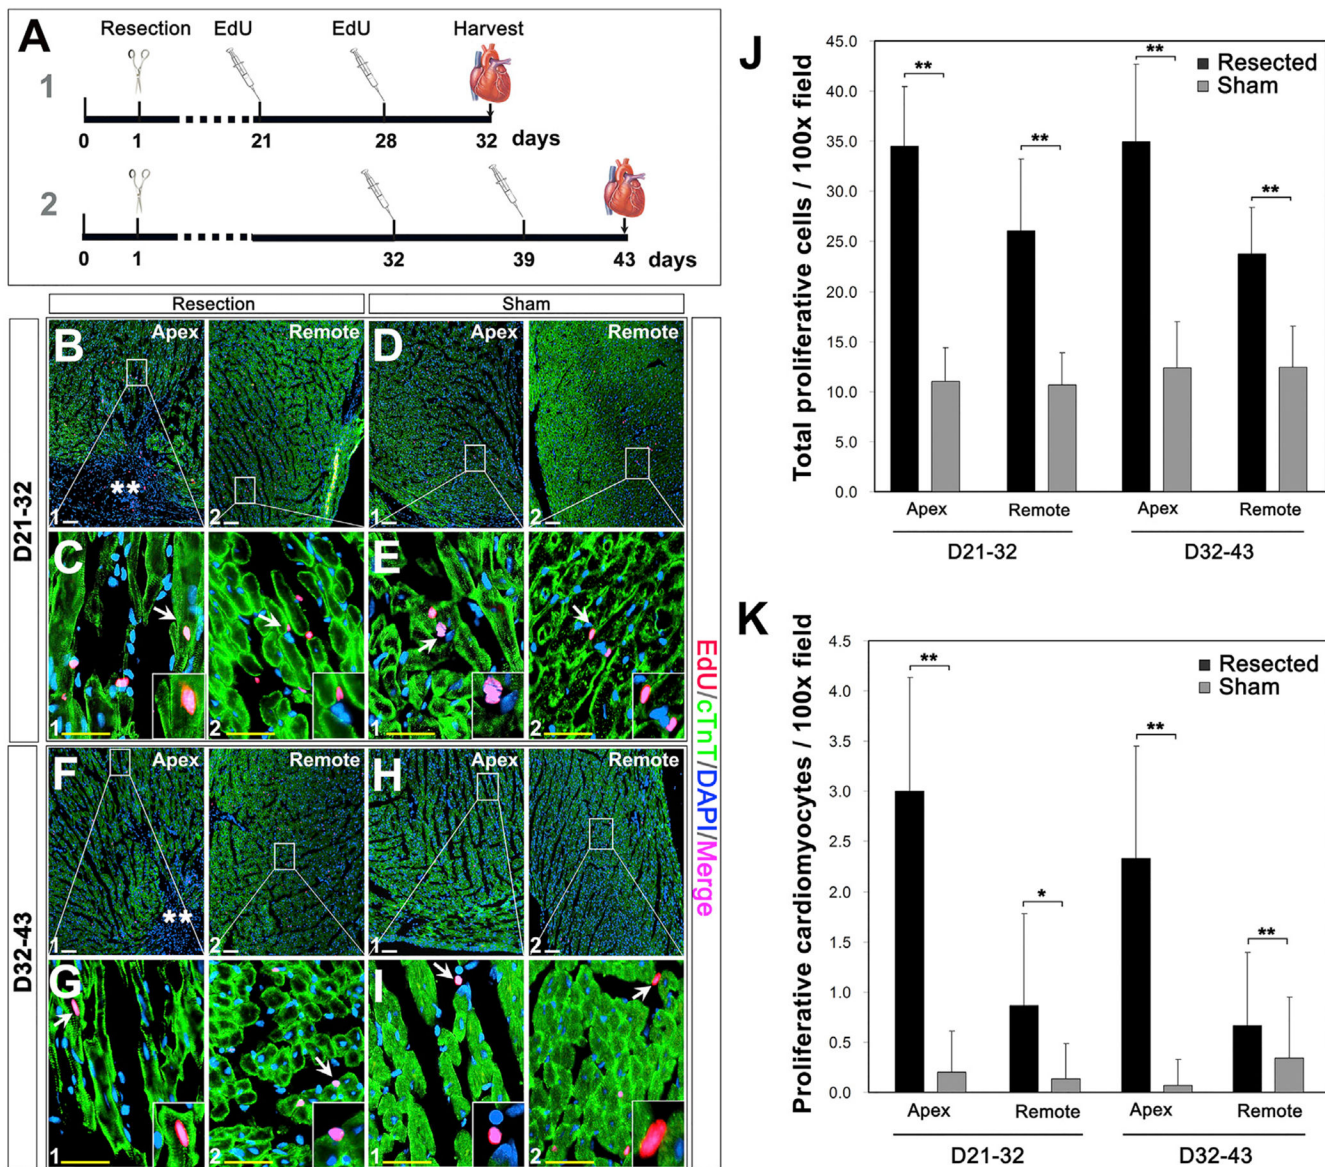 A
Resection EdU EdU Harvest
1
0 1 21 28 32 days
2
0 1 32 39 43 days
Resection Sham
D21-32
B Apex Remote D Apex Remote
** 
1 2 1 2
C E
1 2 1 2
D32-43
F Apex Remote H Apex Remote
**
1 2 1 2
G I
1 2 1 2
EdU/cTnT/DAPI/Merge
J
Total proliferative cells / 100x field
45.0
40.0
35.0
30.0
25.0
20.0
15.0
10.0
5.0
0.0
Resected
Sham
** ** ** **
Apex Remote Apex Remote
D21-32 D32-43
K
Proliferative cardiomyocytes / 100x field
4.5
4.0
3.5
3.0
2.5
2.0
1.5
1.0
0.5
0.0
Resected
Sham
** * ** **
Apex Remote Apex Remote
D21-32 D32-43